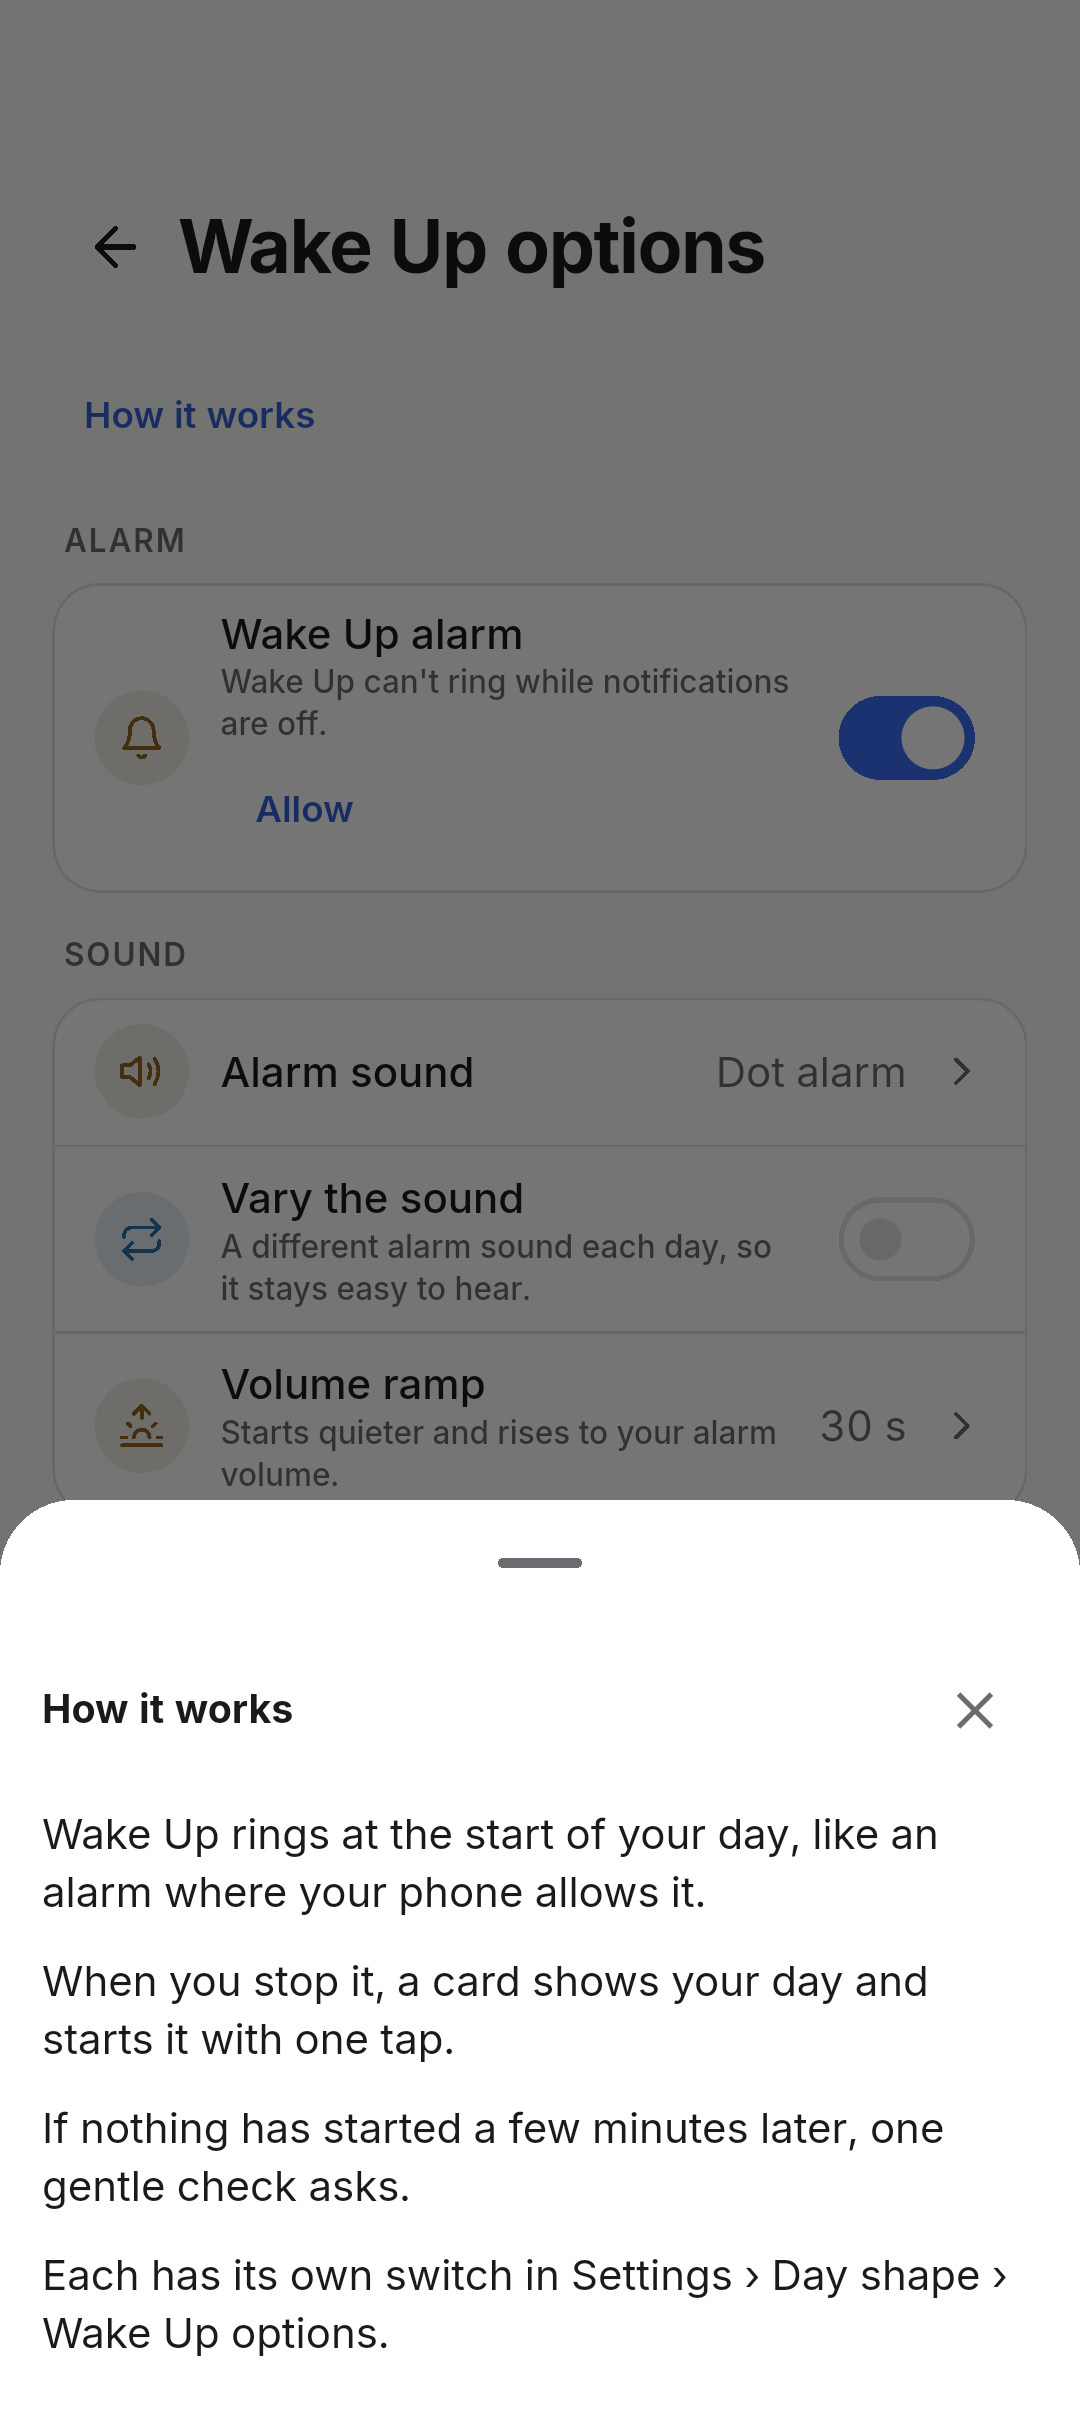 Wake Up options
How it works
ALARM
Wake Up alarm
Wake Up can't ring while notifications
are off.
Allow
SOUND
Alarm sound
Dot alarm
Vary the sound
A different alarm sound each day, so
it stays easy to hear.
Volume ramp
Starts quieter and rises to your alarm
volume.
30 s
How it works
Wake Up rings at the start of your day, like an
alarm where your phone allows it.
When you stop it, a card shows your day and
starts it with one tap.
If nothing has started a few minutes later, one
gentle check asks.
Each has its own switch in Settings › Day shape ›
Wake Up options.